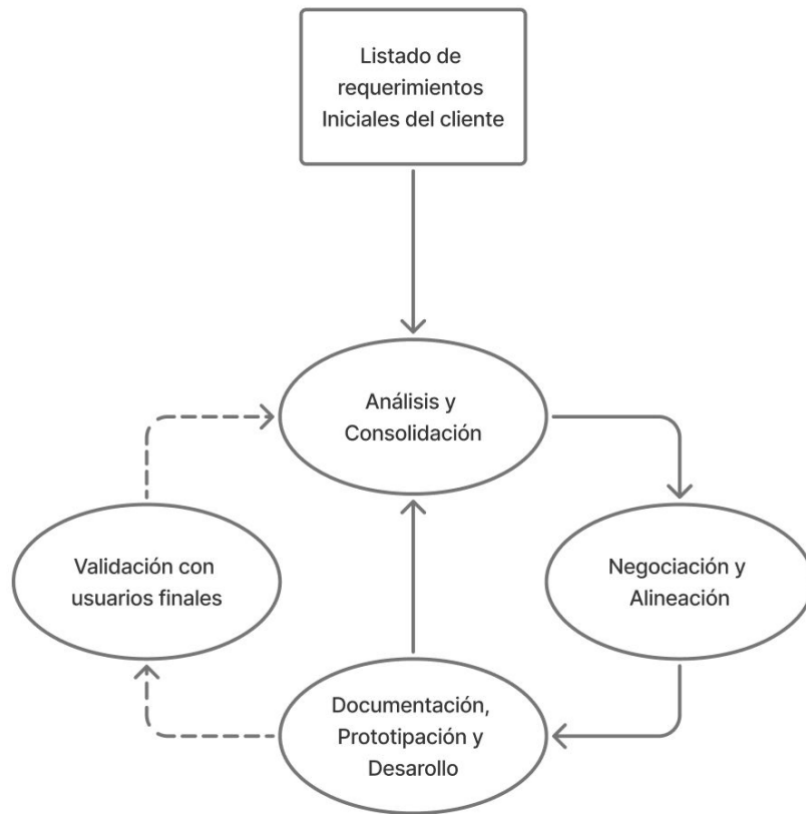 Listado de
requerimientos
Iniciales del cliente
Análisis y
Consolidación
Validación con
usuarios finales
Negociación y
Alineación
Documentación,
Prototipación y
Desarollo